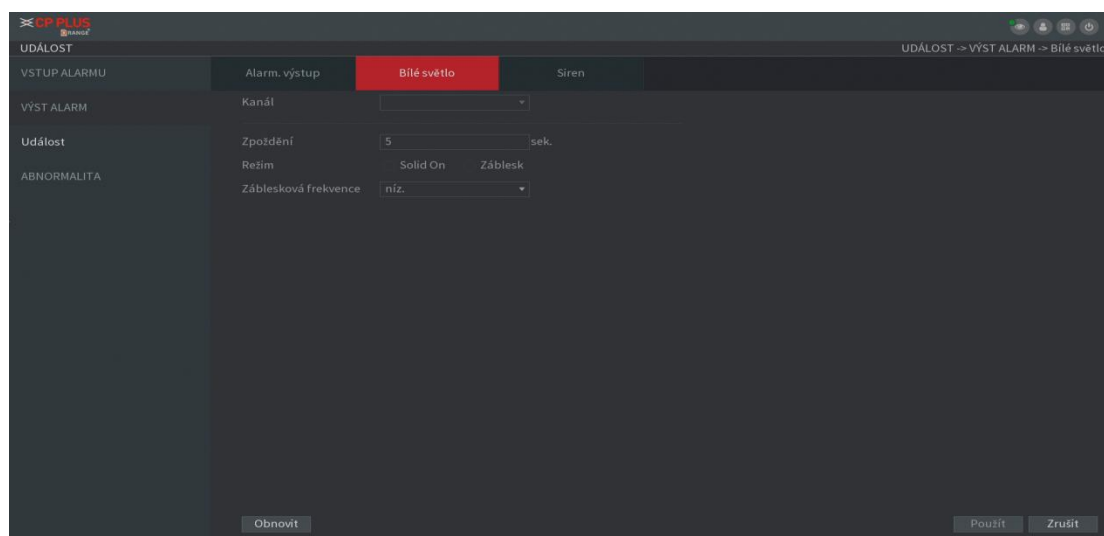 CP PLUS
ORANGE
UDÁLOST
UDÁLOST -> VÝST ALARM -> Bílé světlo
VSTUP ALARMU
Alarm. výstup
Bílé světlo
Siren
VÝST ALARM
Kanál
Událost
Zpoždění
5
sek.
Režim
Solid On
Záblesk
ABNORMALITA
Záblesková frekvence
níz.
Obnovit
Použít
Zrušit